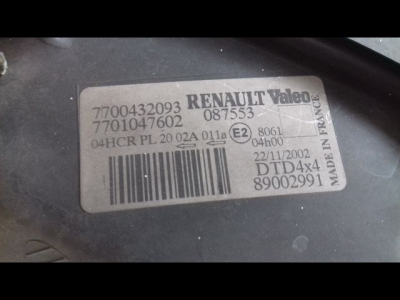 7700432093 RENAULT Valeo
7701047602 087553
04HCR PL 20 02A 011a E2 8061
04h00
22/11/2002
DTD4x4
89002991
MADE IN FRANCE